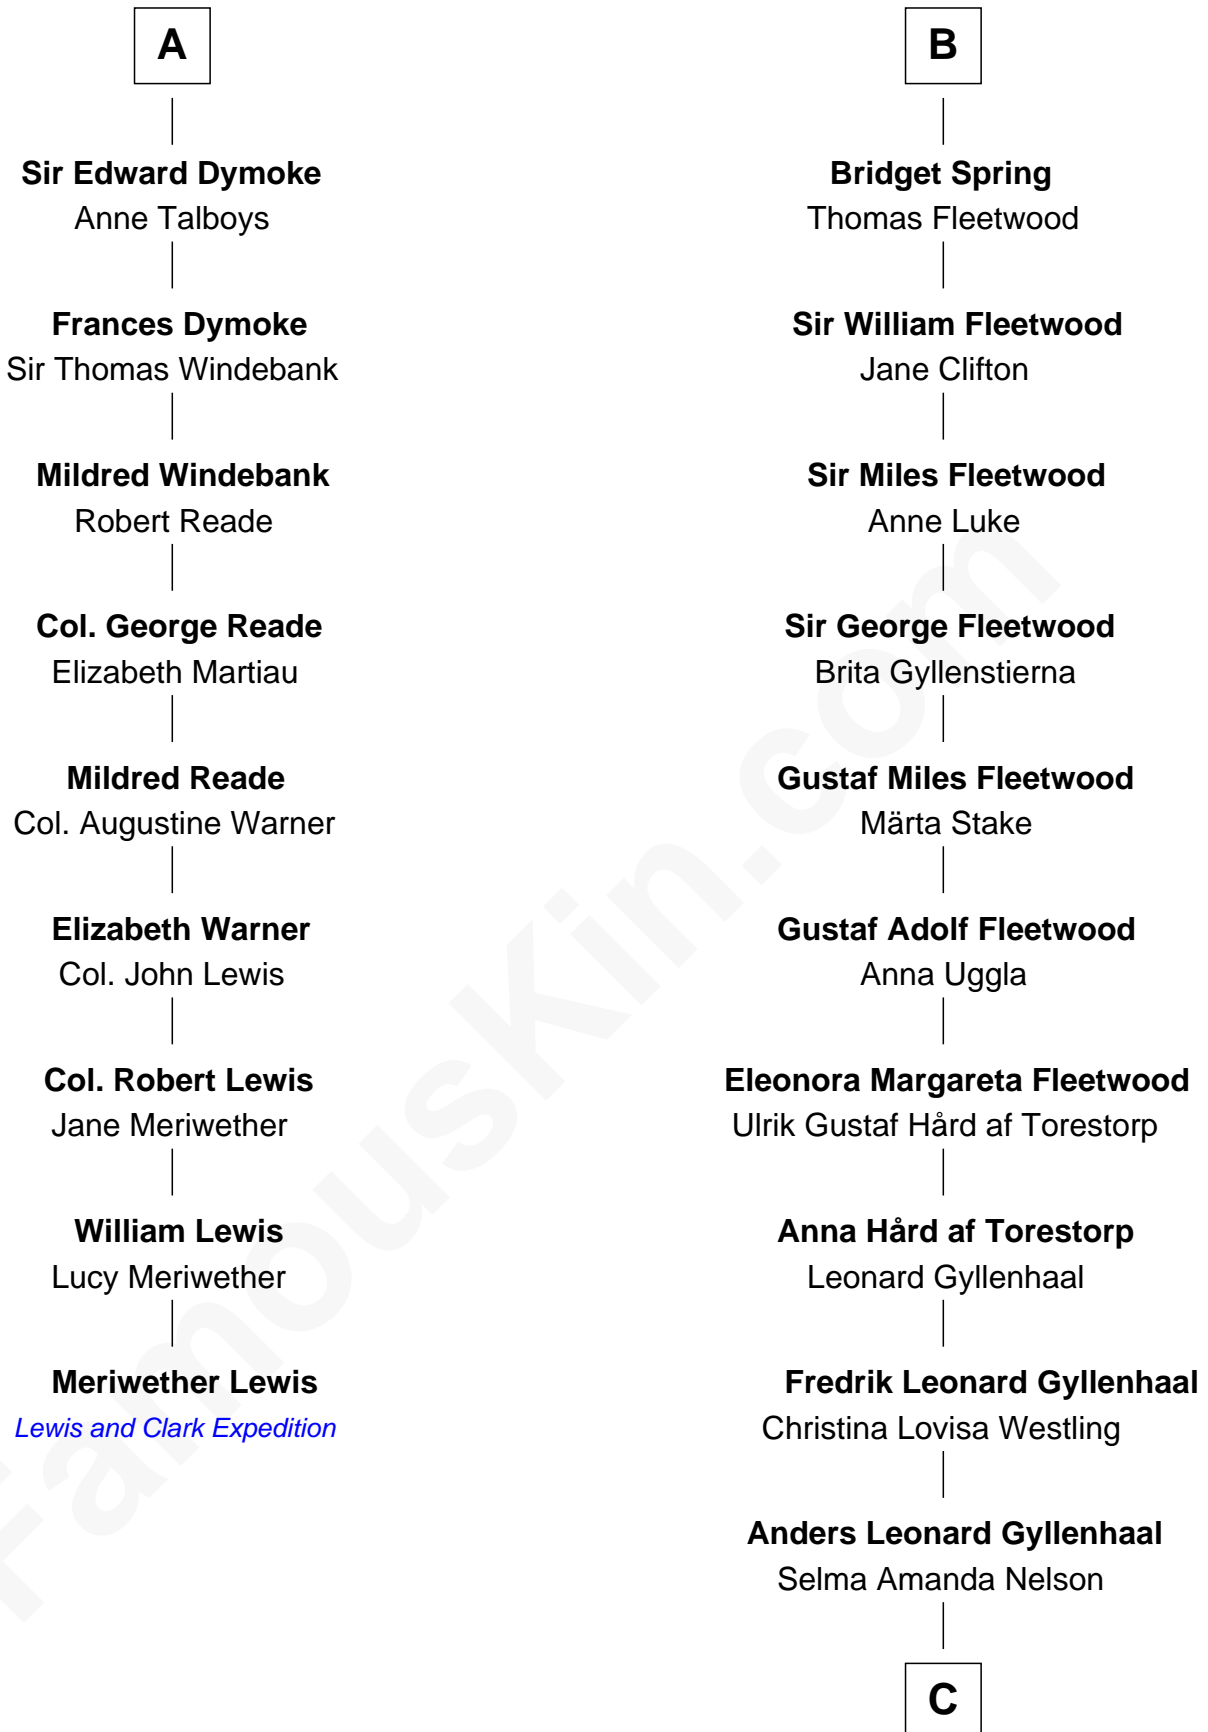 A
Sir Edward Dymoke
Anne Talboys
Frances Dymoke
Sir Thomas Windebank
Mildred Windebank
Robert Reade
Col. George Reade
Elizabeth Martiau
Mildred Reade
Col. Augustine Warner
Elizabeth Warner
Col. John Lewis
Col. Robert Lewis
Jane Meriwether
William Lewis
Lucy Meriwether
Meriwether Lewis
Lewis and Clark Expedition
B
Bridget Spring
Thomas Fleetwood
Sir William Fleetwood
Jane Clifton
Sir Miles Fleetwood
Anne Luke
Sir George Fleetwood
Brita Gyllenstierna
Gustaf Miles Fleetwood
Märta Stake
Gustaf Adolf Fleetwood
Anna Uggla
Eleonora Margareta Fleetwood
Ulrik Gustaf Hård af Torestorp
Anna Hård af Torestorp
Leonard Gyllenhaal
Fredrik Leonard Gyllenhaal
Christina Lovisa Westling
Anders Leonard Gyllenhaal
Selma Amanda Nelson
C
FamousKin.com